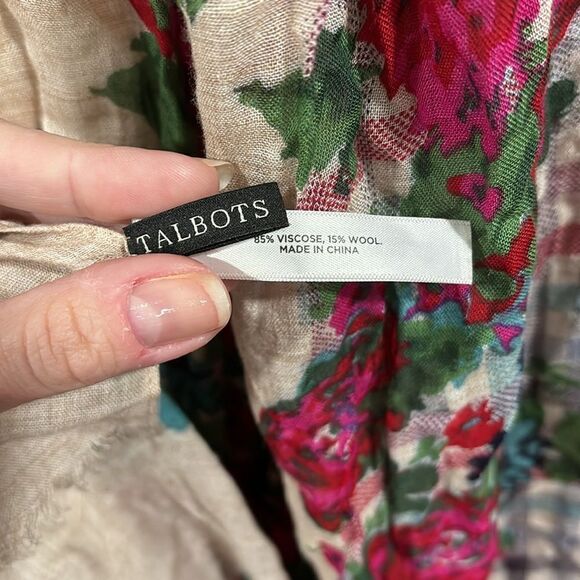 TALBOTS
85% VISCOSE, 15% WOOL.
MADE IN CHINA